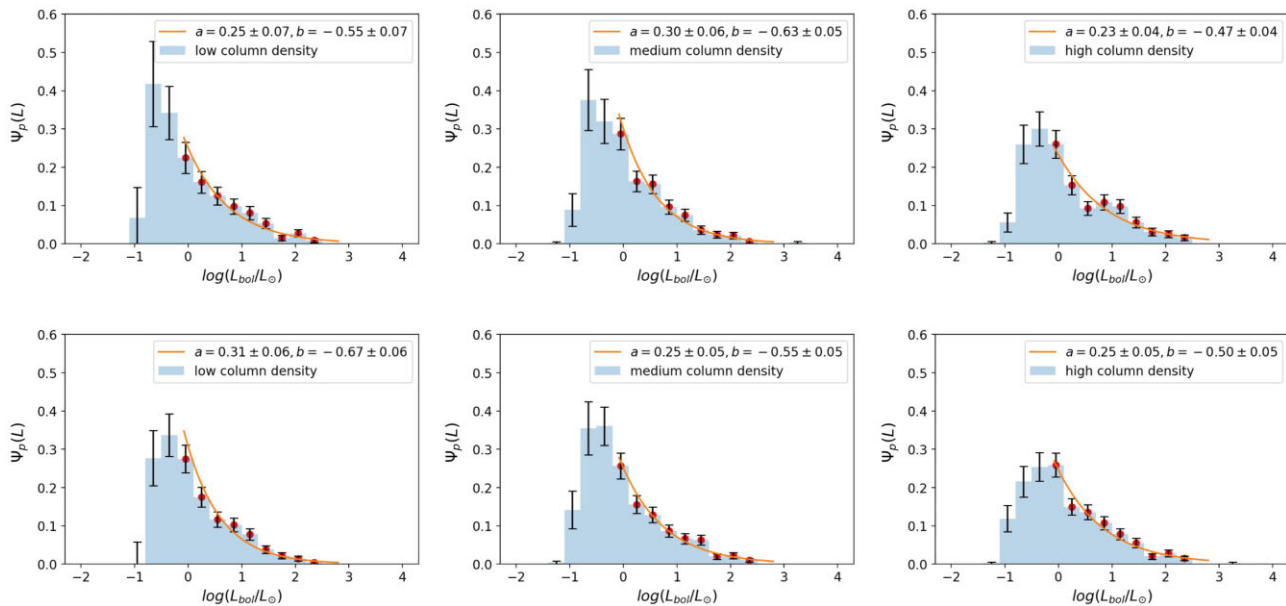 0.6
0.5
0.4
0.3
0.2
0.1
0.0
Ψp(L)
a = 0.25 ± 0.07, b = −0.55 ± 0.07
low column density
−2 −1 0 1 2 3 4
log(Lbol/L⊙)
0.6
0.5
0.4
0.3
0.2
0.1
0.0
Ψp(L)
a = 0.30 ± 0.06, b = −0.63 ± 0.05
medium column density
−2 −1 0 1 2 3 4
log(Lbol/L⊙)
0.6
0.5
0.4
0.3
0.2
0.1
0.0
Ψp(L)
a = 0.23 ± 0.04, b = −0.47 ± 0.04
high column density
−2 −1 0 1 2 3 4
log(Lbol/L⊙)
0.6
0.5
0.4
0.3
0.2
0.1
0.0
Ψp(L)
a = 0.31 ± 0.06, b = −0.67 ± 0.06
low column density
−2 −1 0 1 2 3 4
log(Lbol/L⊙)
0.6
0.5
0.4
0.3
0.2
0.1
0.0
Ψp(L)
a = 0.25 ± 0.05, b = −0.55 ± 0.05
medium column density
−2 −1 0 1 2 3 4
log(Lbol/L⊙)
0.6
0.5
0.4
0.3
0.2
0.1
0.0
Ψp(L)
a = 0.25 ± 0.05, b = −0.50 ± 0.05
high column density
−2 −1 0 1 2 3 4
log(Lbol/L⊙)